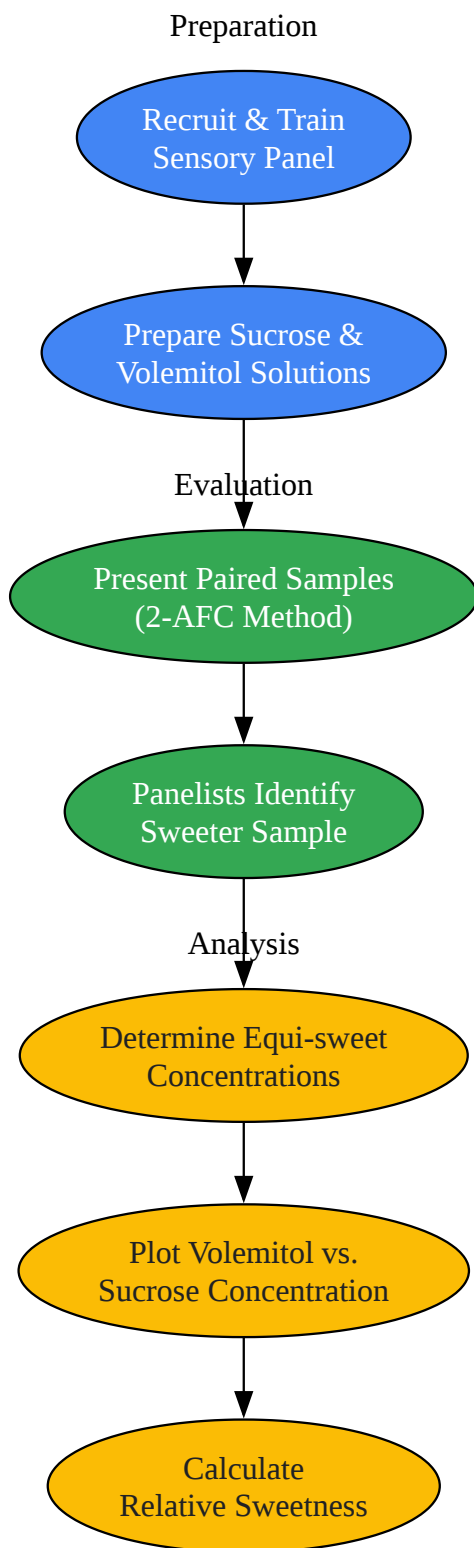 Preparation
Recruit & Train
Sensory Panel
Prepare Sucrose &
Volemitol Solutions
Evaluation
Present Paired Samples
(2-AFC Method)
Panelists Identify
Sweeter Sample
Analysis
Determine Equi-sweet
Concentrations
Plot Volemitol vs.
Sucrose Concentration
Calculate
Relative Sweetness